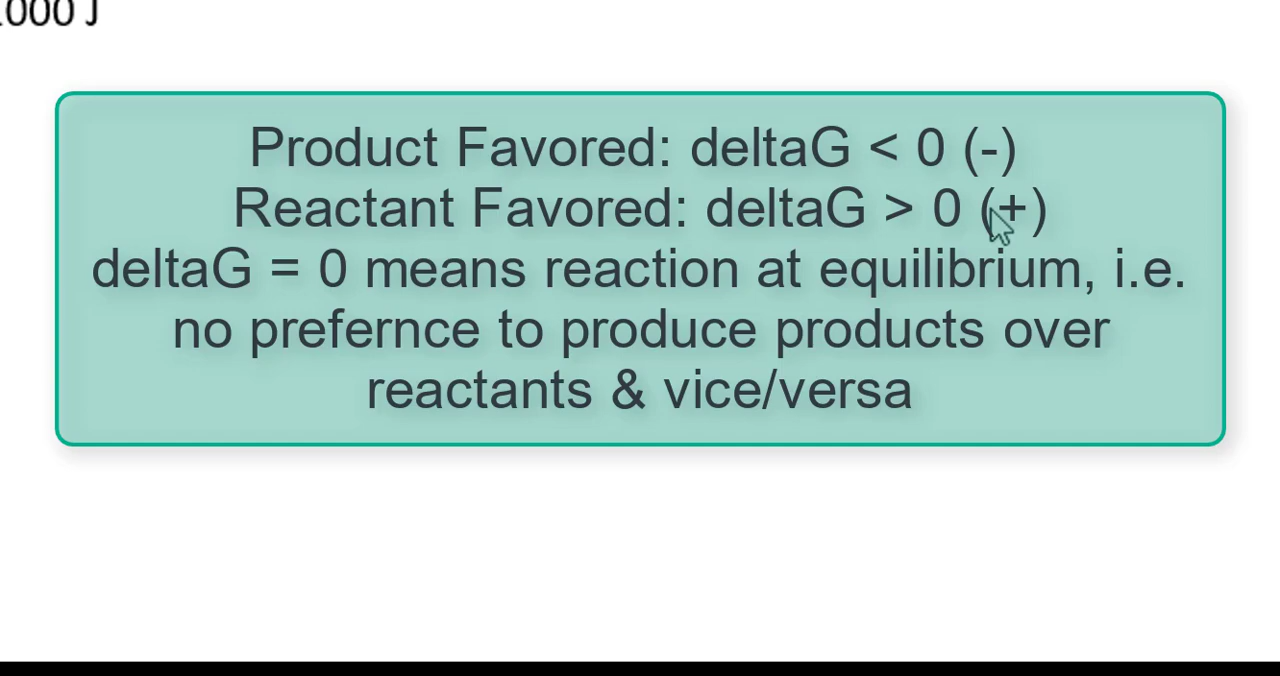 000 J
Product Favored: deltaG < 0 (-)
Reactant Favored: deltaG > 0 (+)
deltaG = 0 means reaction at equilibrium, i.e.
no prefernce to produce products over
reactants & vice/versa